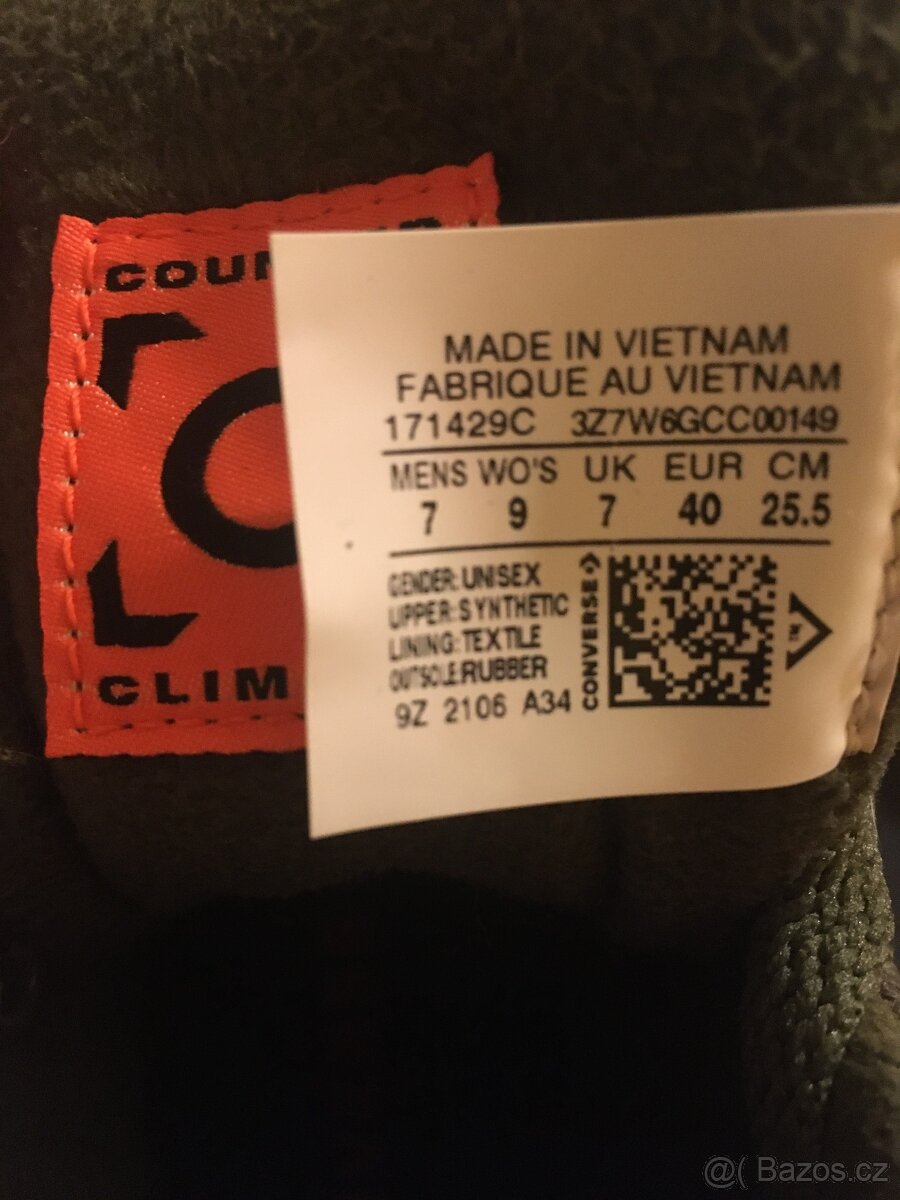 COUN
CLIM
MADE IN VIETNAM
FABRIQUE AU VIETNAM
171429C 3Z7W6GCC00149
MENS WO'S UK EUR CM
7 9 7 40 25.5
GENDER: UNISEX
UPPER: SYNTHETIC
LINING: TEXTILE
OUTSOLE: RUBBER
9Z 2106 A34
CONVERSE
@( Bazos.cz